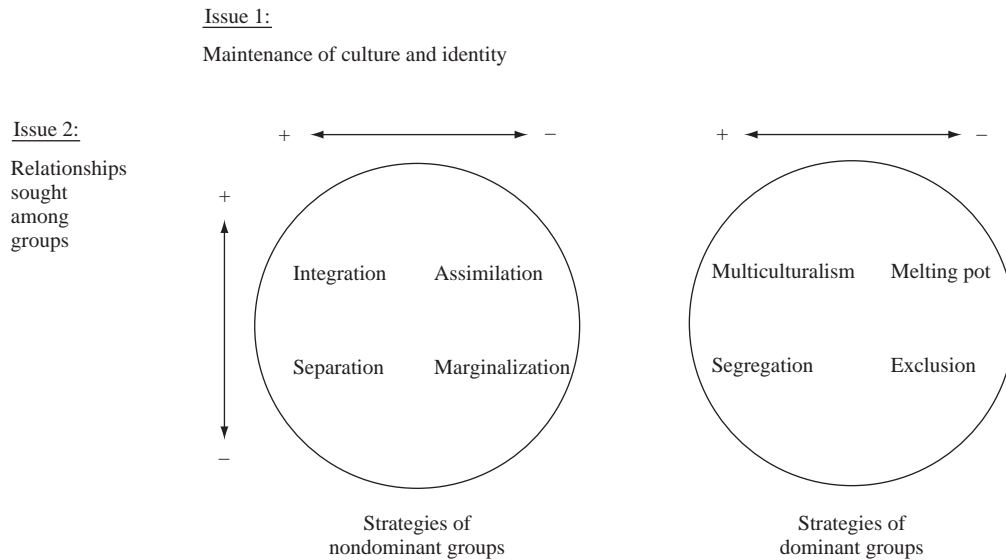 Issue 1:
Maintenance of culture and identity
Issue 2:
Relationships
sought
among
groups
+ −
+ −
+
−
Integration Assimilation
Separation Marginalization
Multiculturalism Melting pot
Segregation Exclusion
Strategies of
nondominant groups
Strategies of
dominant groups